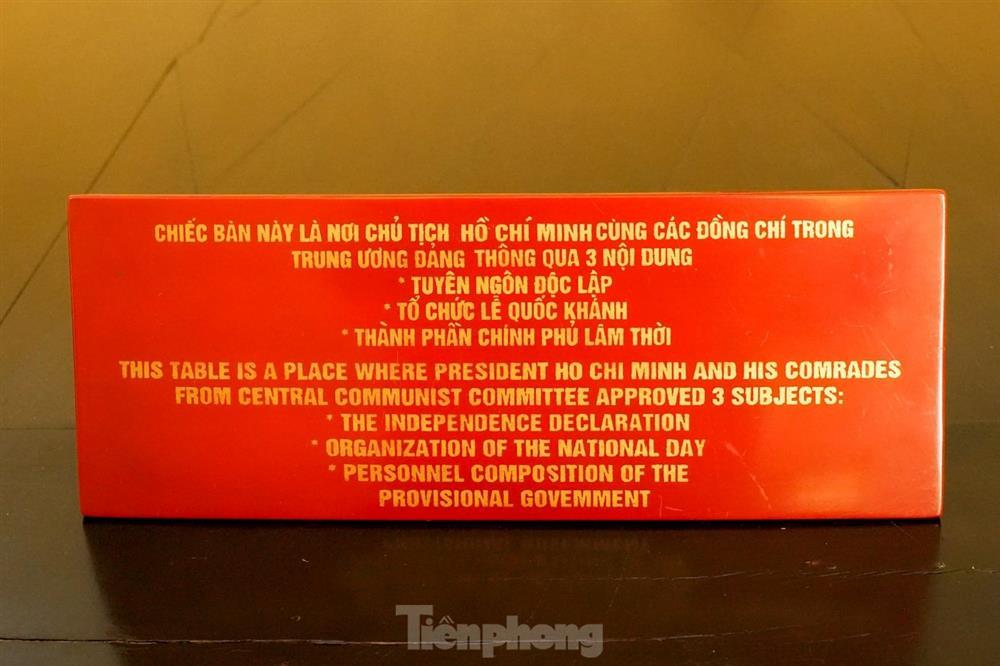 CHIẾC BÀN NÀY LÀ NƠI CHỦ TỊCH HỒ CHÍ MINH CÙNG CÁC ĐỒNG CHÍ TRONG
TRUNG ƯƠNG ĐẢNG THÔNG QUA 3 NỘI DUNG
* TUYÊN NGÔN ĐỘC LẬP
* TỔ CHỨC LỄ QUỐC KHÁNH
* THÀNH PHẦN CHÍNH PHỦ LÂM THỜI
THIS TABLE IS A PLACE WHERE PRESIDENT HO CHI MINH AND HIS COMRADES
FROM CENTRAL COMMUNIST COMMITTEE APPROVED 3 SUBJECTS:
* THE INDEPENDENCE DECLARATION
* ORGANIZATION OF THE NATIONAL DAY
* PERSONNEL COMPOSITION OF THE
PROVISIONAL GOVEMMENT
Tiềnphong